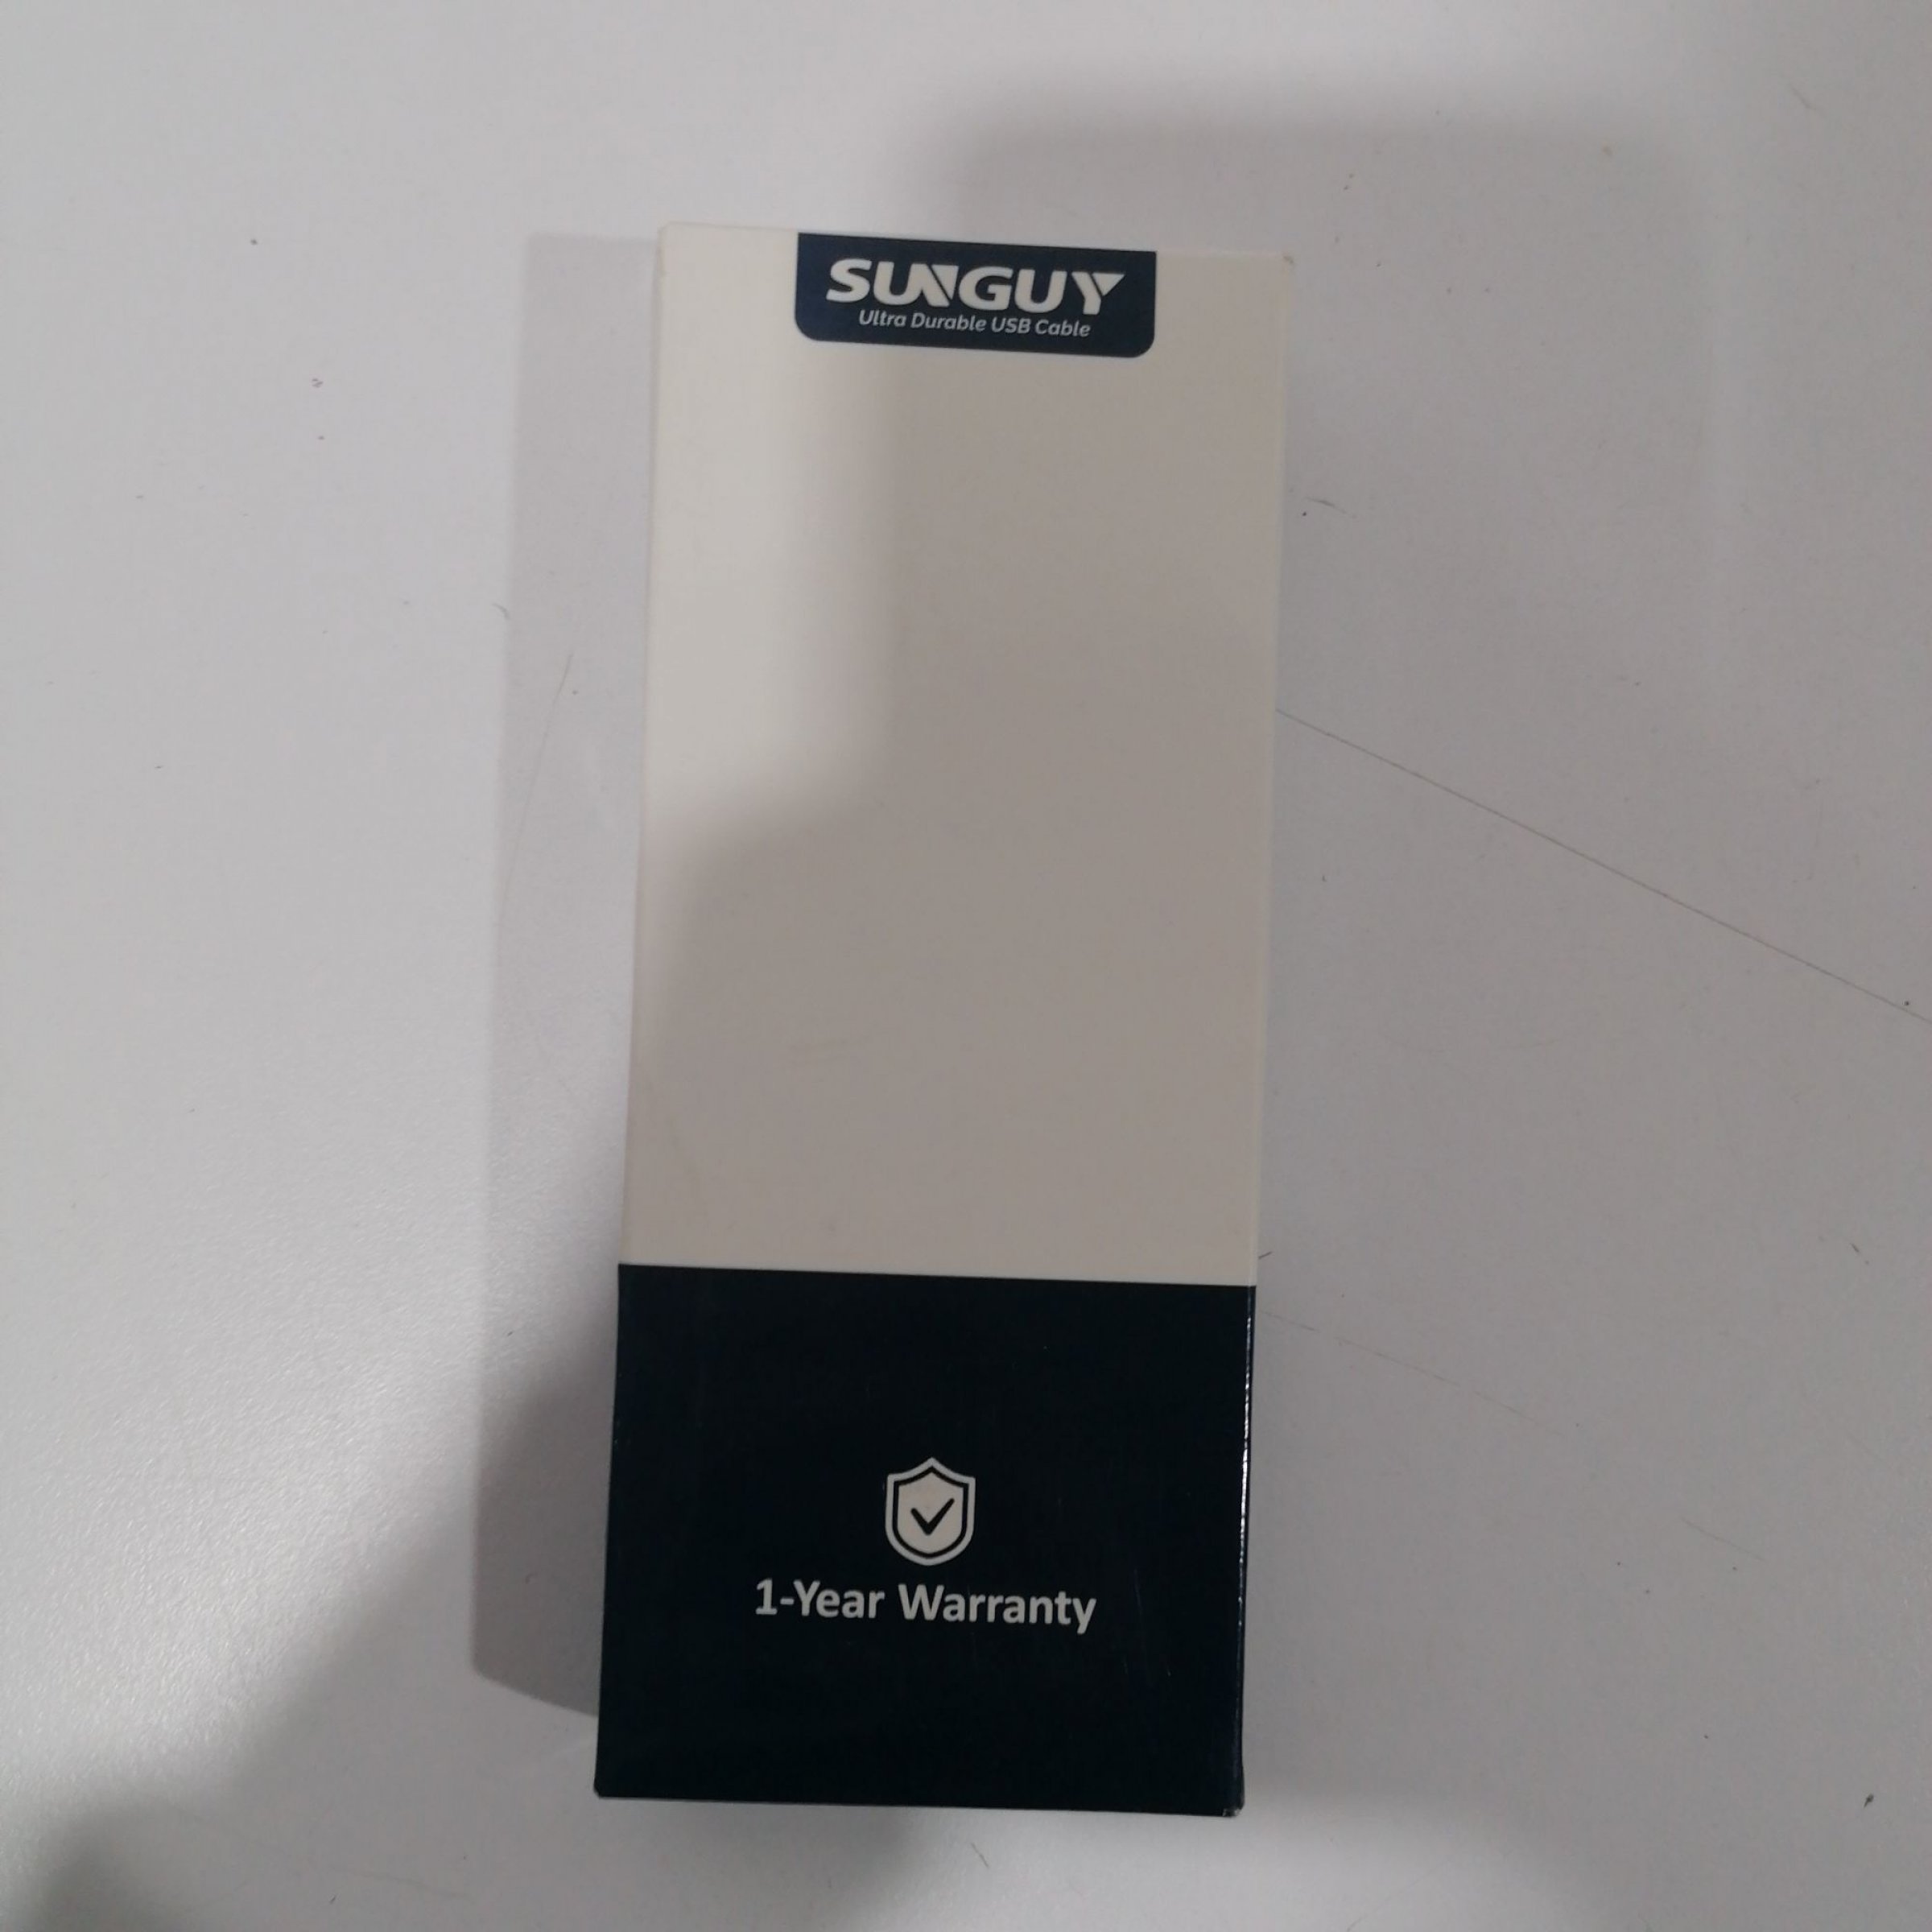 SUNGUY
Ultra Durable USB Cable
1-Year Warranty